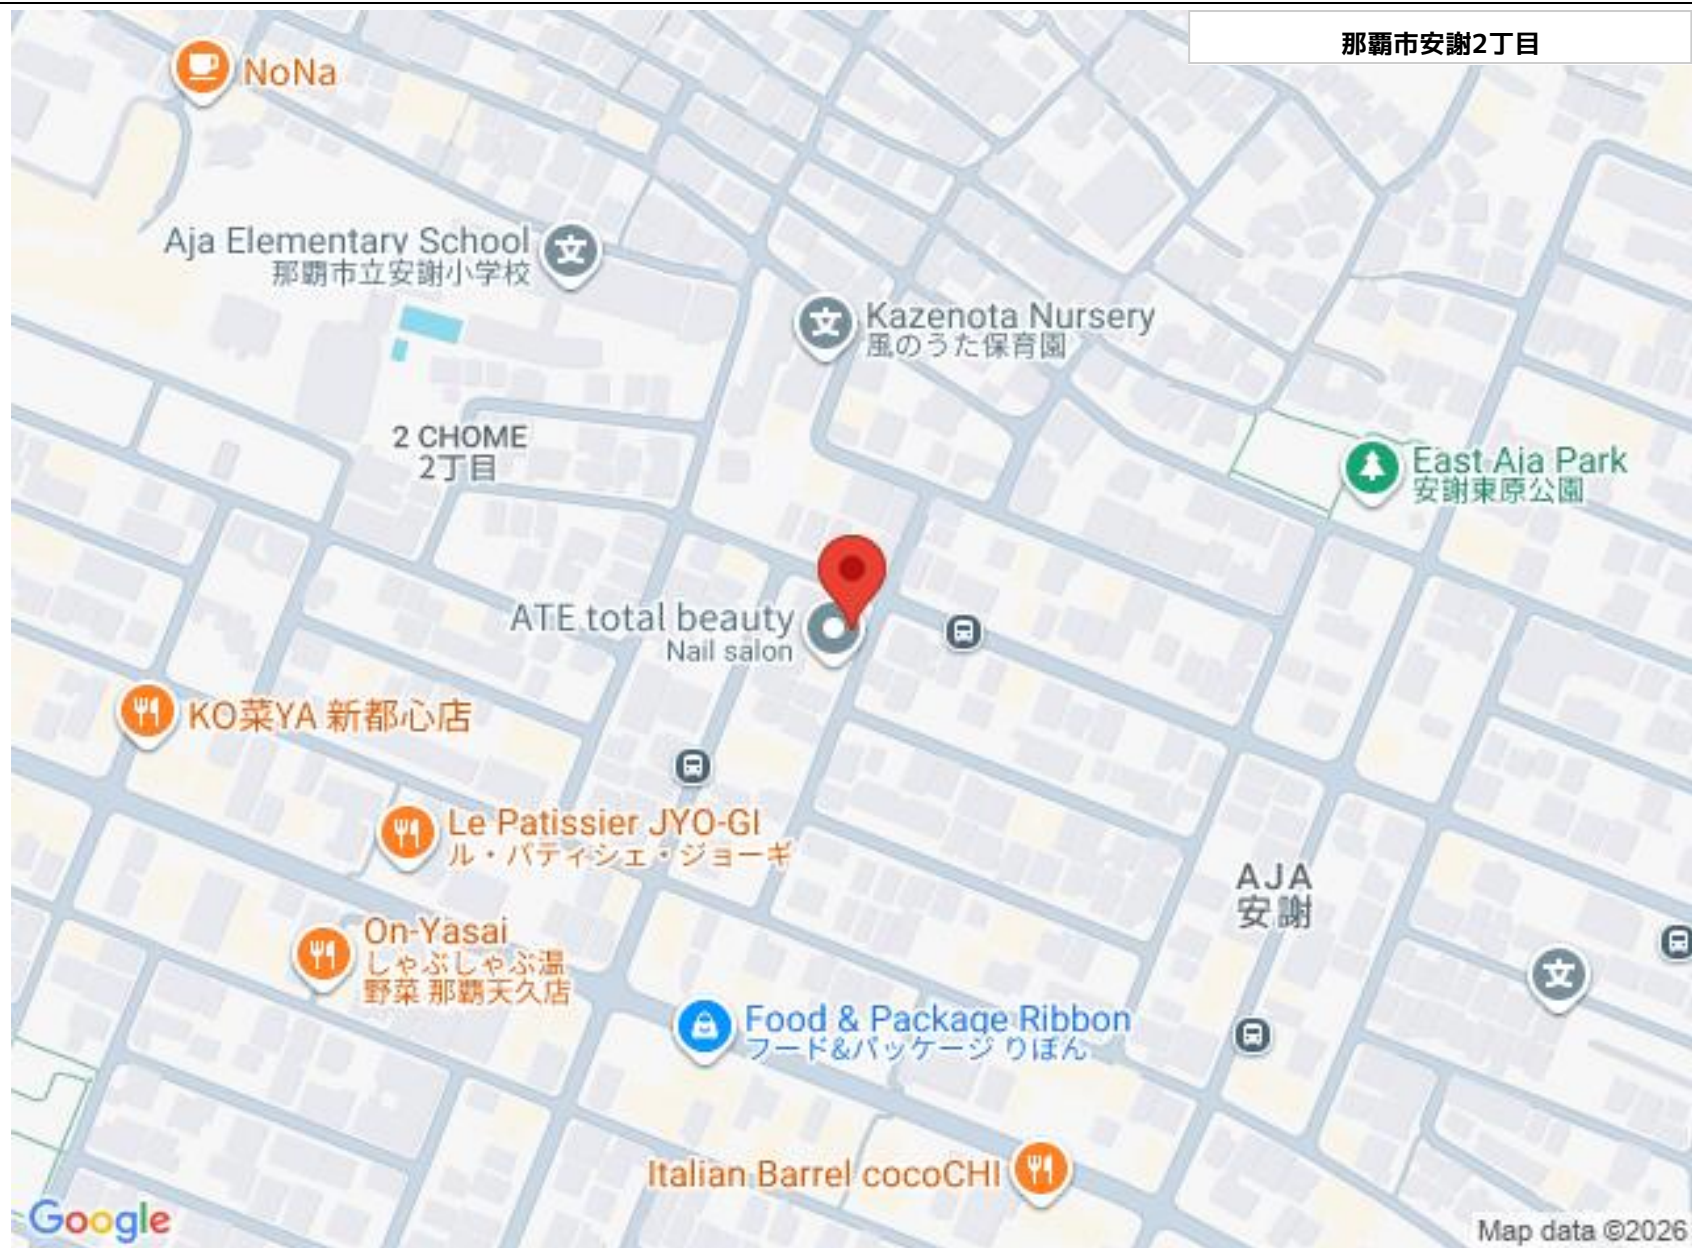 那覇市安謝2丁目
NoNa
Aja Elementary School
那覇市立安謝小学校
Kazenota Nursery
風のうた保育園
2 CHOME
2丁目
East Aja Park
安謝東原公園
ATE total beauty
Nail salon
KO菜YA 新都心店
Le Patissier JYO-GI
ル・パティシェ・ジョーギ
AJA
安謝
On-Yasai
しゃぶしゃぶ温
野菜 那覇天久店
文
Food & Package Ribbon
フード&パッケージ りぼん
Italian Barrel cocoCHI
Google
Map data ©2026